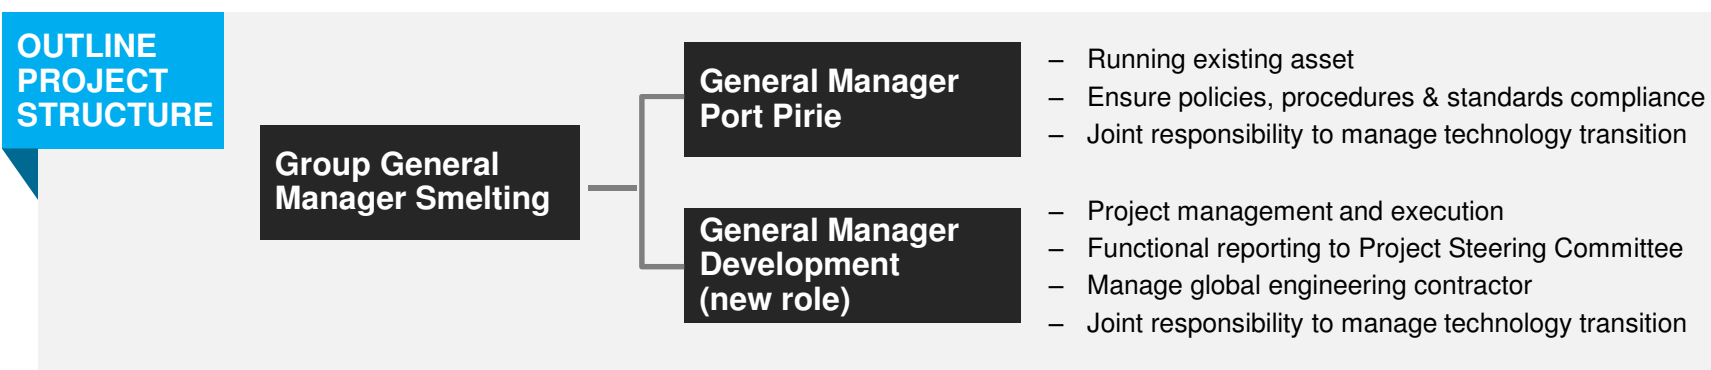 OUTLINE
PROJECT
STRUCTURE
Group General
Manager Smelting
General Manager
Port Pirie
– Running existing asset
– Ensure policies, procedures & standards compliance
– Joint responsibility to manage technology transition
General Manager
Development
(new role)
– Project management and execution
– Functional reporting to Project Steering Committee
– Manage global engineering contractor
– Joint responsibility to manage technology transition